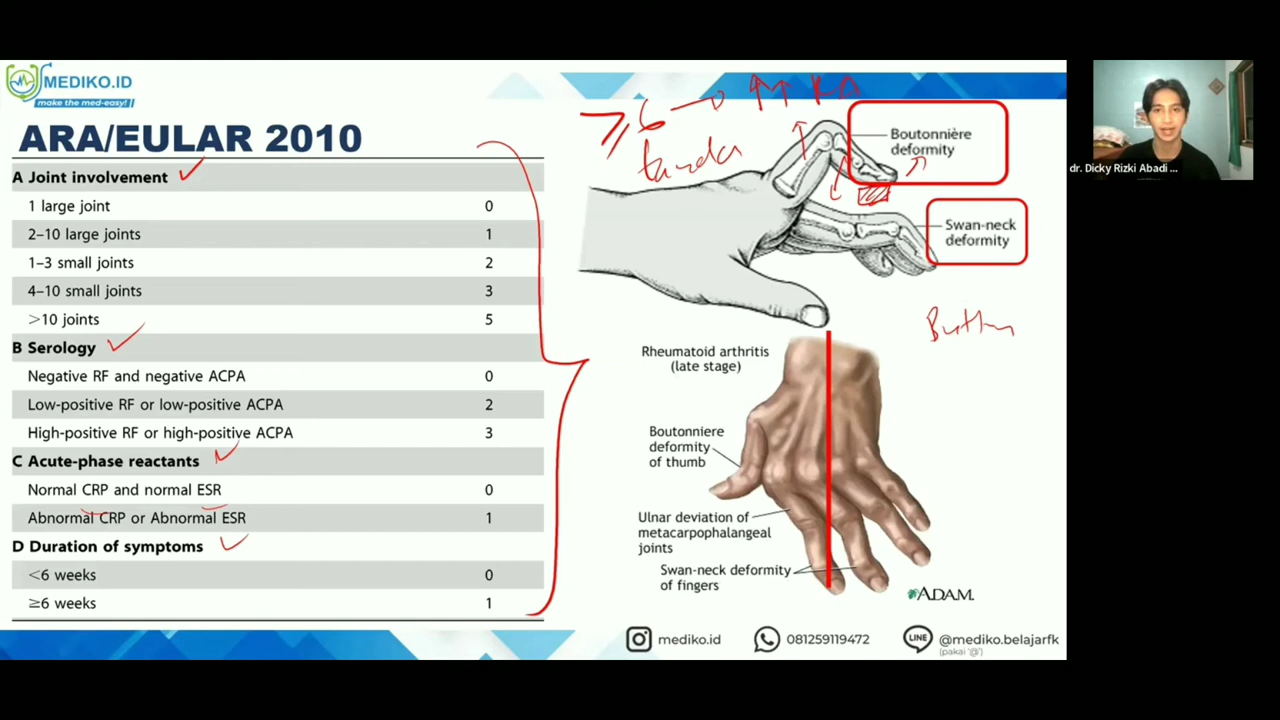 MEDIKO.ID
make the med-easy!
ARA/EULAR 2010
A Joint involvement
1 large joint 0
2–10 large joints 1
1–3 small joints 2
4–10 small joints 3
>10 joints 5
B Serology
Negative RF and negative ACPA 0
Low-positive RF or low-positive ACPA 2
High-positive RF or high-positive ACPA 3
C Acute-phase reactants
Normal CRP and normal ESR 0
Abnormal CRP or Abnormal ESR 1
D Duration of symptoms
<6 weeks 0
≥6 weeks 1
≥6 → ↑↑ RA
Boutonnière
deformity
Swan-neck
deformity
Rheumatoid arthritis
(late stage)
Boutonniere
deformity
of thumb
Ulnar deviation of
metacarpophalangeal
joints
Swan-neck deformity
of fingers
ADAM.
mediko.id
081259119472
LINE
@mediko.belajarfk
(pakai '@')
dr. Dicky Rizki Abadi ...